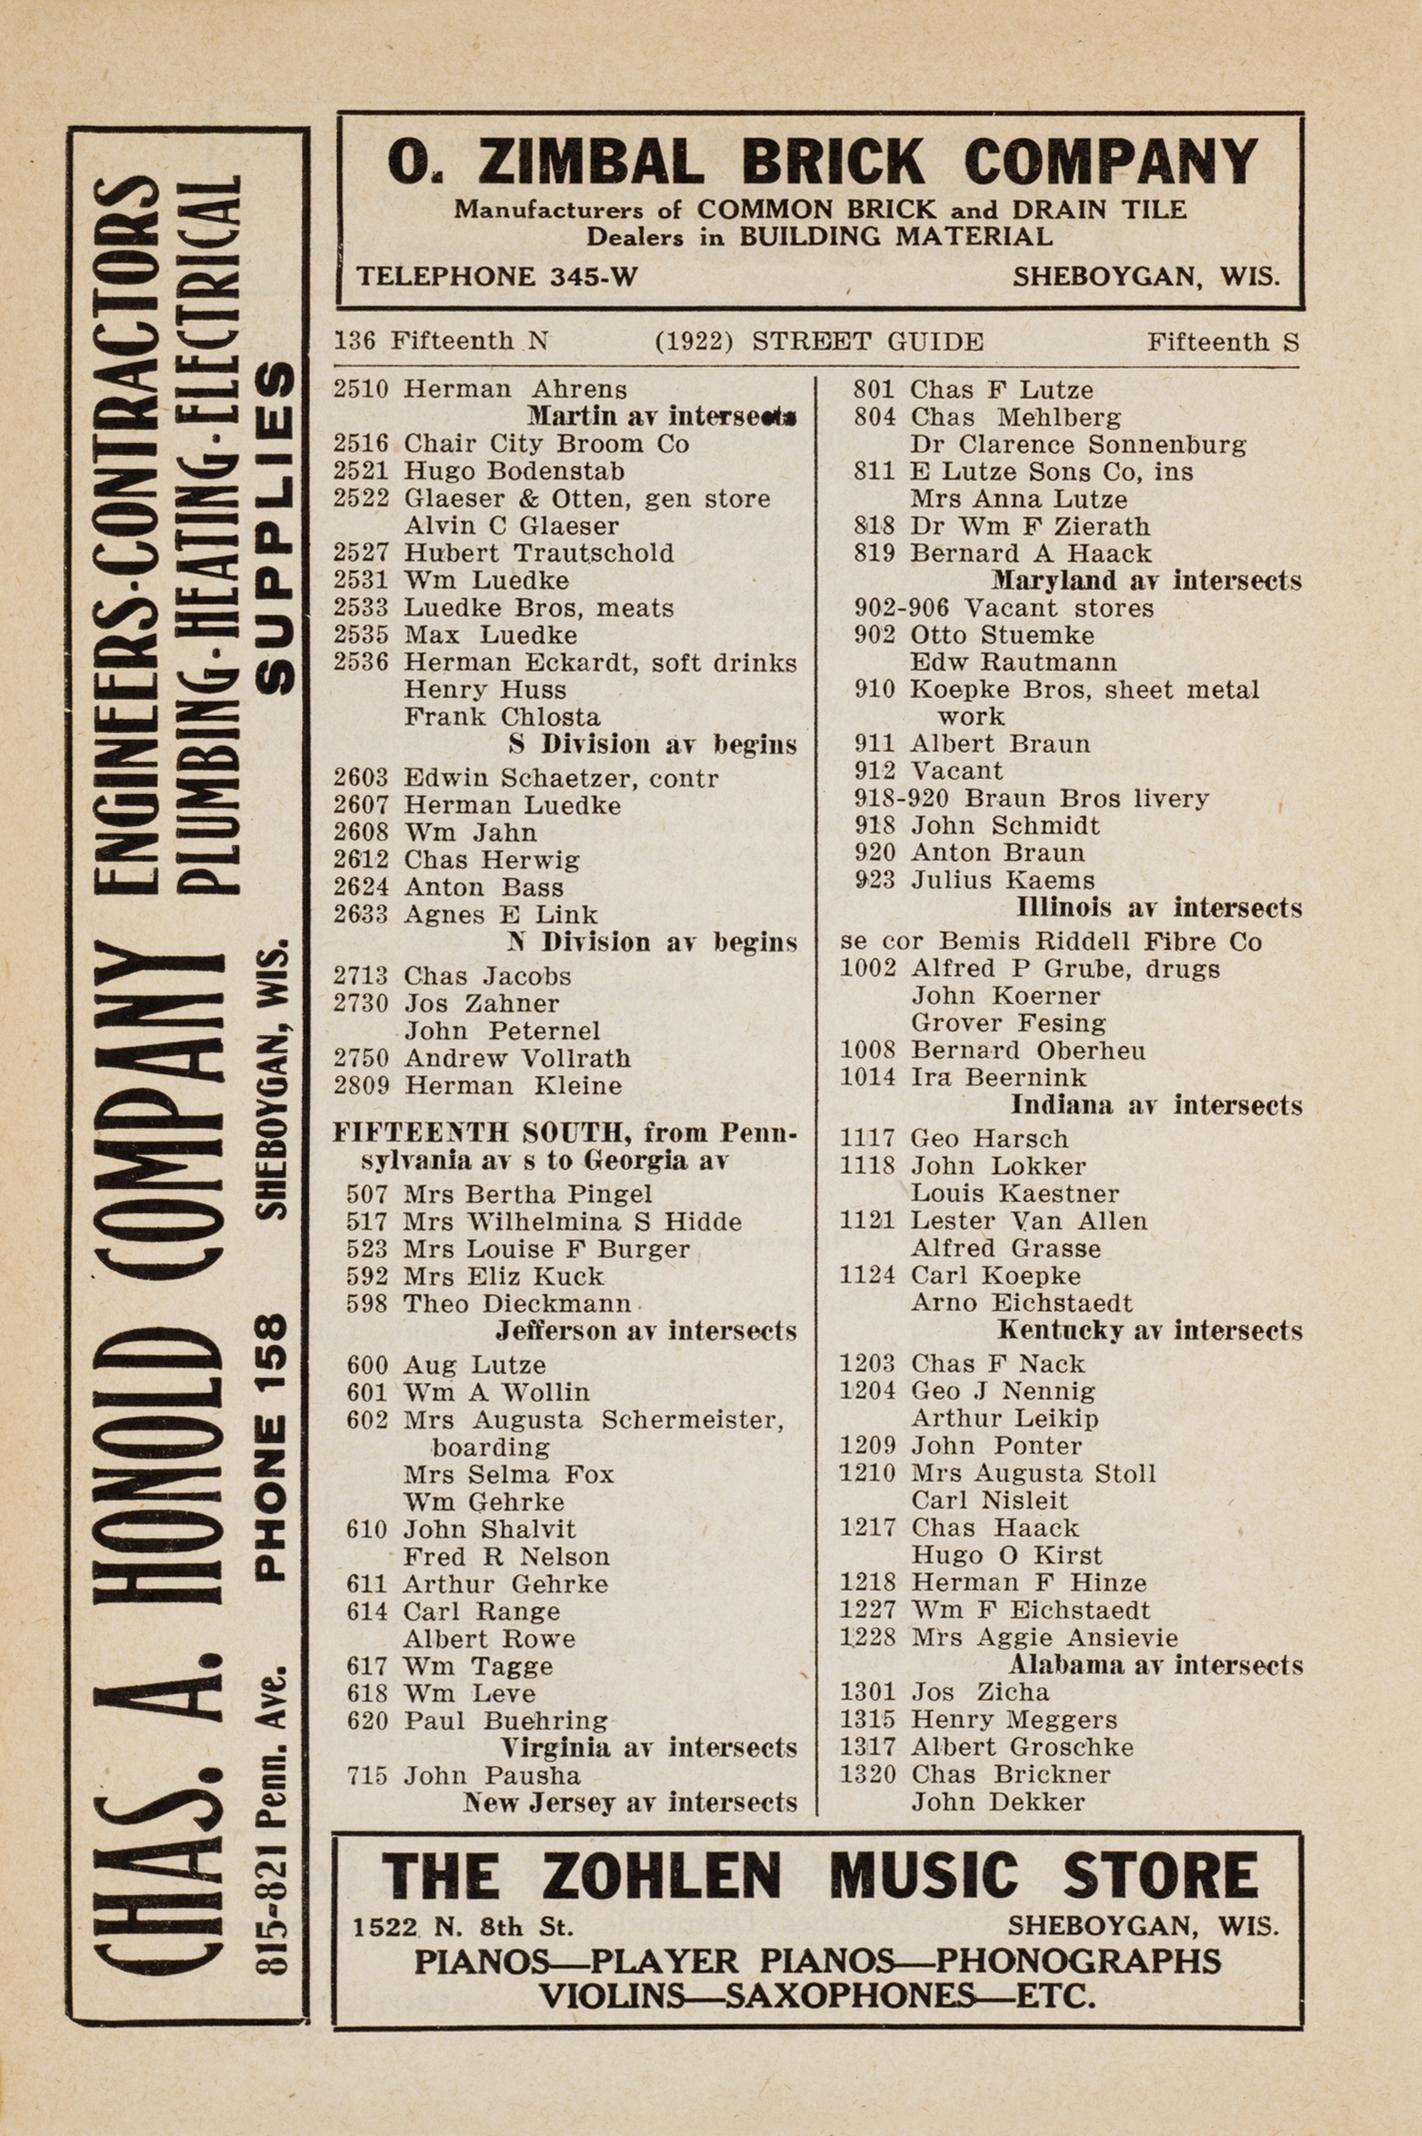 O. ZIMBAL BRICK COMPANY
Manufacturers of COMMON BRICK and DRAIN TILE
Dealers in BUILDING MATERIAL
TELEPHONE 345-W SHEBOYGAN, WIS.
CHAS. A. HONOLD COMPANY ENGINEERS·CONTRACTORS
PLUMBING·HEATING·ELECTRICAL
815-821 Penn. Ave. PHONE 158 SHEBOYGAN, WIS. SUPPLIES
136 Fifteenth N (1922) STREET GUIDE Fifteenth S
2510 Herman Ahrens
Martin av intersects
2516 Chair City Broom Co
2521 Hugo Bodenstab
2522 Glaeser & Otten, gen store
Alvin C Glaeser
2527 Hubert Trautschold
2531 Wm Luedke
2533 Luedke Bros, meats
2535 Max Luedke
2536 Herman Eckardt, soft drinks
Henry Huss
Frank Chlosta
S Division av begins
2603 Edwin Schaetzer, contr
2607 Herman Luedke
2608 Wm Jahn
2612 Chas Herwig
2624 Anton Bass
2633 Agnes E Link
N Division av begins
2713 Chas Jacobs
2730 Jos Zahner
John Peternel
2750 Andrew Vollrath
2809 Herman Kleine
FIFTEENTH SOUTH, from Penn-
sylvania av s to Georgia av
507 Mrs Bertha Pingel
517 Mrs Wilhelmina S Hidde
523 Mrs Louise F Burger
592 Mrs Eliz Kuck
598 Theo Dieckmann
Jefferson av intersects
600 Aug Lutze
601 Wm A Wollin
602 Mrs Augusta Schermeister,
boarding
Mrs Selma Fox
Wm Gehrke
610 John Shalvit
Fred R Nelson
611 Arthur Gehrke
614 Carl Range
Albert Rowe
617 Wm Tagge
618 Wm Leve
620 Paul Buehring
Virginia av intersects
715 John Pausha
New Jersey av intersects
801 Chas F Lutze
804 Chas Mehlberg
Dr Clarence Sonnenburg
811 E Lutze Sons Co, ins
Mrs Anna Lutze
818 Dr Wm F Zierath
819 Bernard A Haack
Maryland av intersects
902-906 Vacant stores
902 Otto Stuemke
Edw Rautmann
910 Koepke Bros, sheet metal
work
911 Albert Braun
912 Vacant
918-920 Braun Bros livery
918 John Schmidt
920 Anton Braun
923 Julius Kaems
Illinois av intersects
se cor Bemis Riddell Fibre Co
1002 Alfred P Grube, drugs
John Koerner
Grover Fesing
1008 Bernard Oberheu
1014 Ira Beernink
Indiana av intersects
1117 Geo Harsch
1118 John Lokker
Louis Kaestner
1121 Lester Van Allen
Alfred Grasse
1124 Carl Koepke
Arno Eichstaedt
Kentucky av intersects
1203 Chas F Nack
1204 Geo J Nennig
Arthur Leikip
1209 John Ponter
1210 Mrs Augusta Stoll
Carl Nisleit
1217 Chas Haack
Hugo O Kirst
1218 Herman F Hinze
1227 Wm F Eichstaedt
1228 Mrs Aggie Ansievie
Alabama av intersects
1301 Jos Zicha
1315 Henry Meggers
1317 Albert Groschke
1320 Chas Brickner
John Dekker
THE ZOHLEN MUSIC STORE
1522 N. 8th St. SHEBOYGAN, WIS.
PIANOS—PLAYER PIANOS—PHONOGRAPHS
VIOLINS—SAXOPHONES—ETC.